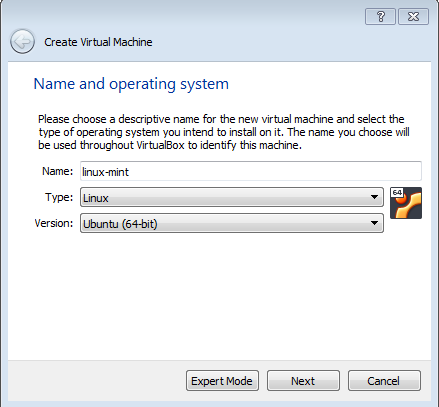 ?
Create Virtual Machine
Name and operating system
Please choose a descriptive name for the new virtual machine and select the
type of operating system you intend to install on it. The name you choose will
be used throughout VirtualBox to identify this machine.
Name: linux-mint
Type: Linux
64
Version: Ubuntu (64-bit)
Expert Mode Next Cancel